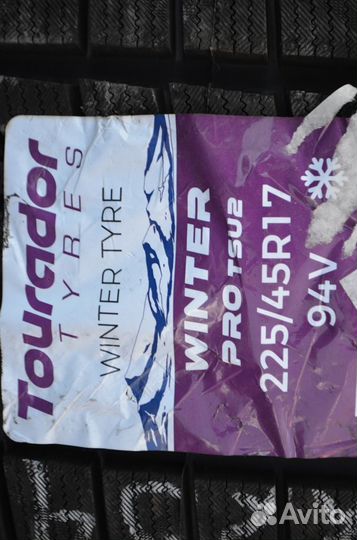 Tourador
TYRES
WINTER TYRE
WINTER
PRO TSU2
225/45R17
94V
Avito